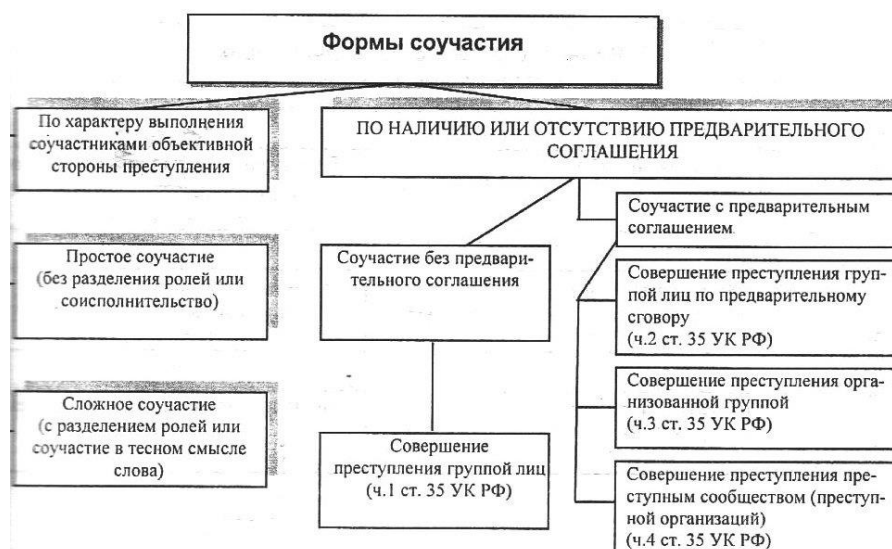 Формы соучастия
По характеру выполнения
соучастниками объективной
стороны преступления
ПО НАЛИЧИЮ ИЛИ ОТСУТСТВИЮ ПРЕДВАРИТЕЛЬНОГО
СОГЛАШЕНИЯ
Простое соучастие
(без разделения ролей или
соисполнительство)
Сложное соучастие
(с разделением ролей или
соучастие в тесном смысле
слова)
Соучастие без предвари-
тельного соглашения
Совершение
преступления группой лиц
(ч.1 ст. 35 УК РФ)
Соучастие с предварительным
соглашением
Совершение преступления груп-
пой лиц по предварительному
сговору
(ч.2 ст. 35 УК РФ)
Совершение преступления орга-
низованной группой
(ч.3 ст. 35 УК РФ)
Совершение преступления пре-
ступным сообществом (преступ-
ной организаций)
(ч.4 ст. 35 УК РФ)